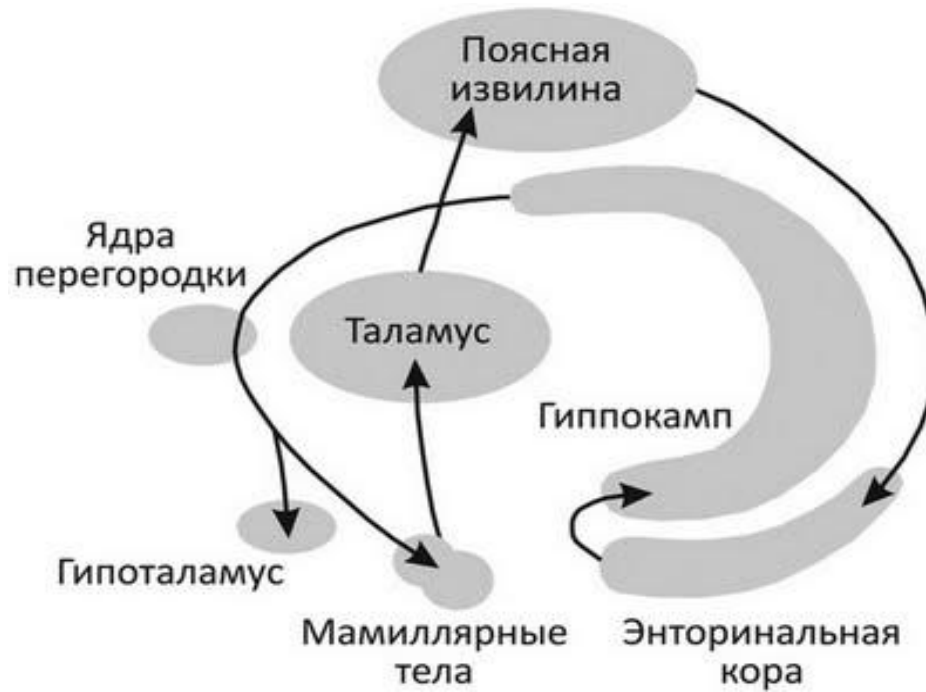 Поясная
извилина
Ядра
перегородки
Таламус
Гиппокамп
Гипоталамус
Мамиллярные
тела
Энторинальная
кора